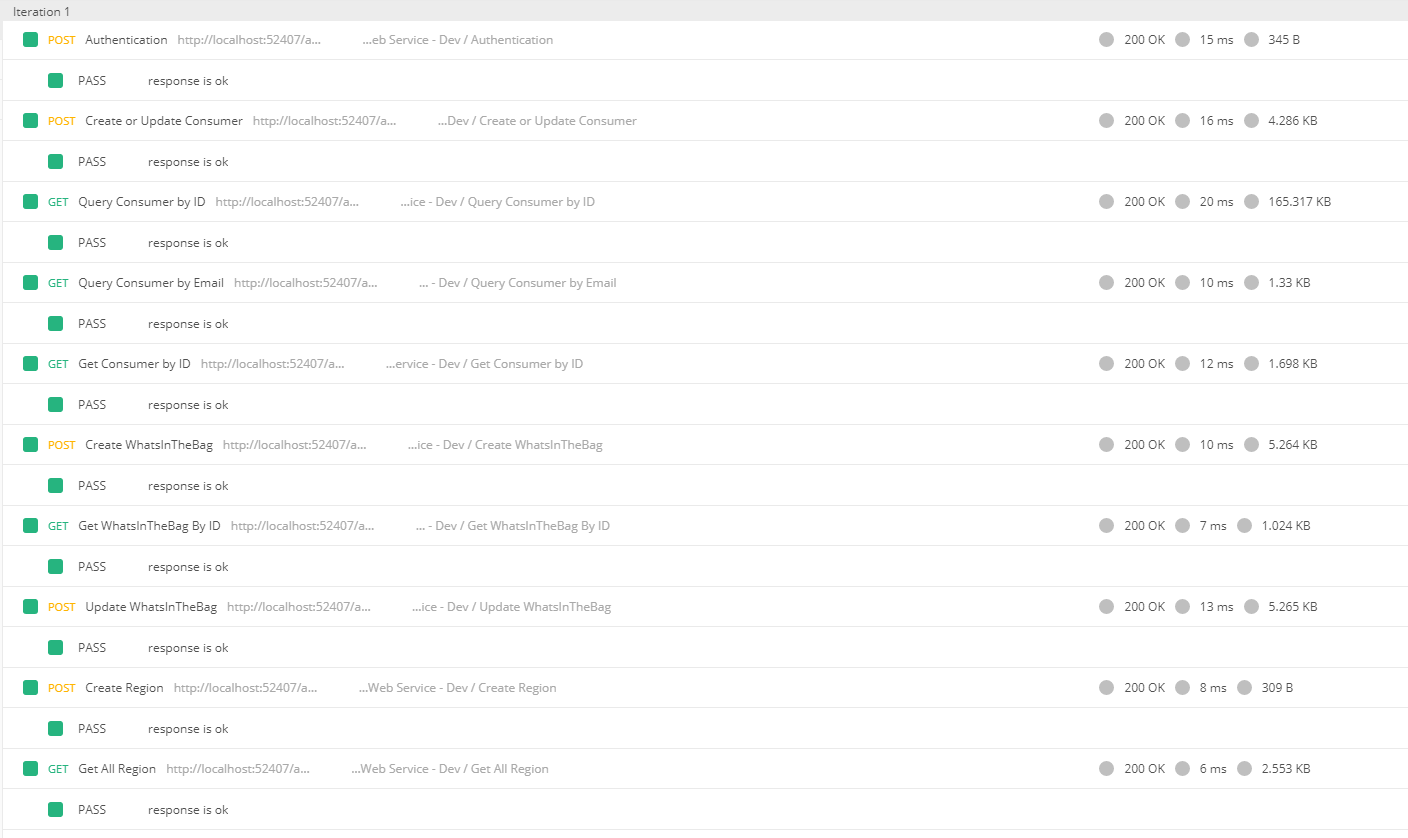 Iteration 1
POST Authentication http://localhost:52407/a... ...eb Service - Dev / Authentication 200 OK 15 ms 345 B
PASS response is ok
POST Create or Update Consumer http://localhost:52407/a... ...Dev / Create or Update Consumer 200 OK 16 ms 4.286 KB
PASS response is ok
GET Query Consumer by ID http://localhost:52407/a... ...ice - Dev / Query Consumer by ID 200 OK 20 ms 165.317 KB
PASS response is ok
GET Query Consumer by Email http://localhost:52407/a... ... - Dev / Query Consumer by Email 200 OK 10 ms 1.33 KB
PASS response is ok
GET Get Consumer by ID http://localhost:52407/a... ...ervice - Dev / Get Consumer by ID 200 OK 12 ms 1.698 KB
PASS response is ok
POST Create WhatsInTheBag http://localhost:52407/a... ...ice - Dev / Create WhatsInTheBag 200 OK 10 ms 5.264 KB
PASS response is ok
GET Get WhatsInTheBag By ID http://localhost:52407/a... ... - Dev / Get WhatsInTheBag By ID 200 OK 7 ms 1.024 KB
PASS response is ok
POST Update WhatsInTheBag http://localhost:52407/a... ...ice - Dev / Update WhatsInTheBag 200 OK 13 ms 5.265 KB
PASS response is ok
POST Create Region http://localhost:52407/a... ...Web Service - Dev / Create Region 200 OK 8 ms 309 B
PASS response is ok
GET Get All Region http://localhost:52407/a... ...Web Service - Dev / Get All Region 200 OK 6 ms 2.553 KB
PASS response is ok